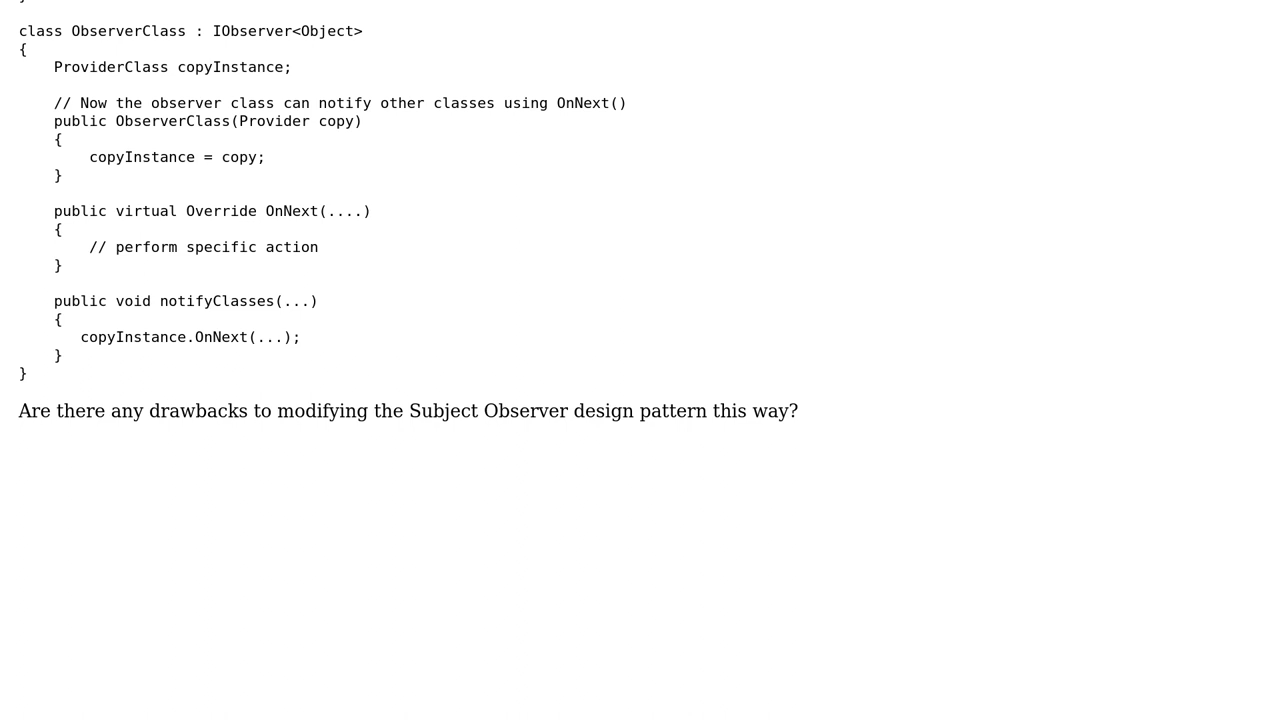 }
class ObserverClass : IObserver<Object>
{
    ProviderClass copyInstance;

    // Now the observer class can notify other classes using OnNext()
    public ObserverClass(Provider copy)
    {
        copyInstance = copy;
    }

    public virtual Override OnNext(....)
    {
        // perform specific action
    }

    public void notifyClasses(...)
    {
       copyInstance.OnNext(...);
    }
}
Are there any drawbacks to modifying the Subject Observer design pattern this way?